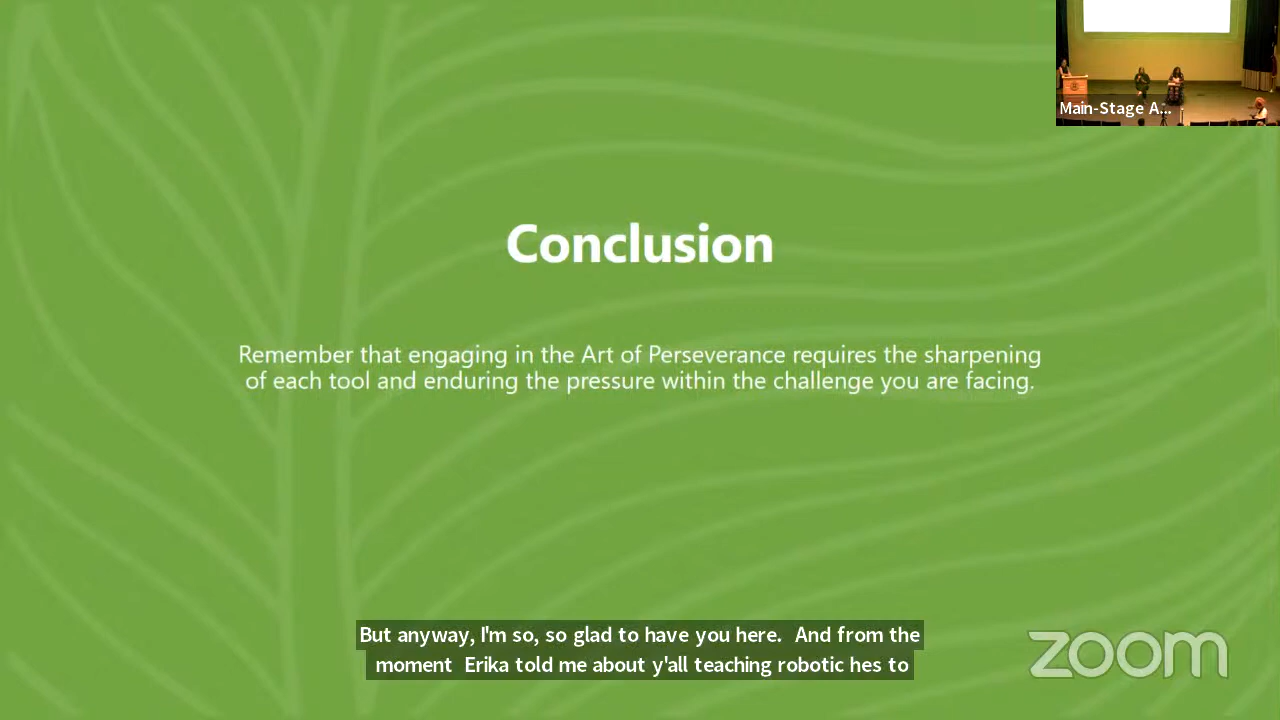 Main-Stage A...
Conclusion
Remember that engaging in the Art of Perseverance requires the sharpening
of each tool and enduring the pressure within the challenge you are facing.
But anyway, I'm so, so glad to have you here. And from the
moment Erika told me about y'all teaching robotic hes to
zoom